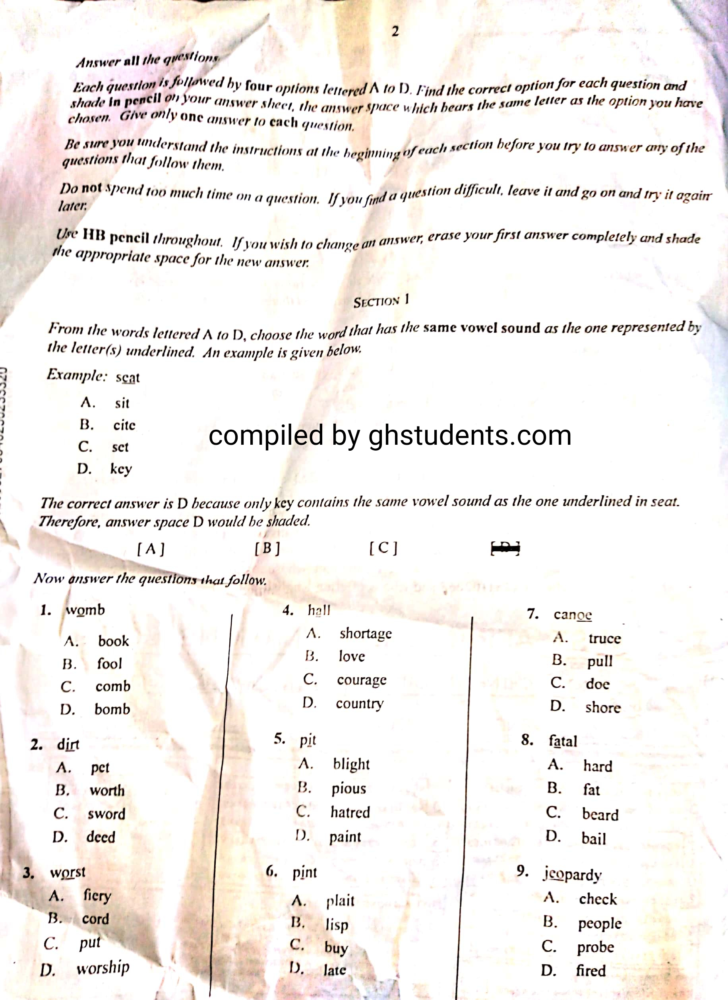 2
Answer all the questions.
Each question is followed by four options lettered A to D. Find the correct option for each question and
shade in pencil on your answer sheet, the answer space which bears the same letter as the option you have
chosen. Give only one answer to each question.
Be sure you understand the instructions at the beginning of each section before you try to answer any of the
questions that follow them.
Do not spend too much time on a question. If you find a question difficult, leave it and go on and try it again
later.
Use HB pencil throughout. If you wish to change an answer, erase your first answer completely and shade
the appropriate space for the new answer.
SECTION 1
From the words lettered A to D, choose the word that has the same vowel sound as the one represented by
the letter(s) underlined. An example is given below.
Example: seat
A. sit
B. cite
C. set
D. key
compiled by ghstudents.com
The correct answer is D because only key contains the same vowel sound as the one underlined in seat.
Therefore, answer space D would be shaded.
[ A ] [ B ] [ C ] [ D ]
Now answer the questions that follow.
1. womb
A. book
B. fool
C. comb
D. bomb
2. dirt
A. pet
B. worth
C. sword
D. deed
3. worst
A. fiery
B. cord
C. put
D. worship
4. hall
A. shortage
B. love
C. courage
D. country
5. pit
A. blight
B. pious
C. hatred
D. paint
6. pint
A. plait
B. lisp
C. buy
D. late
7. canoe
A. truce
B. pull
C. doe
D. shore
8. fatal
A. hard
B. fat
C. beard
D. bail
9. jeopardy
A. check
B. people
C. probe
D. fired